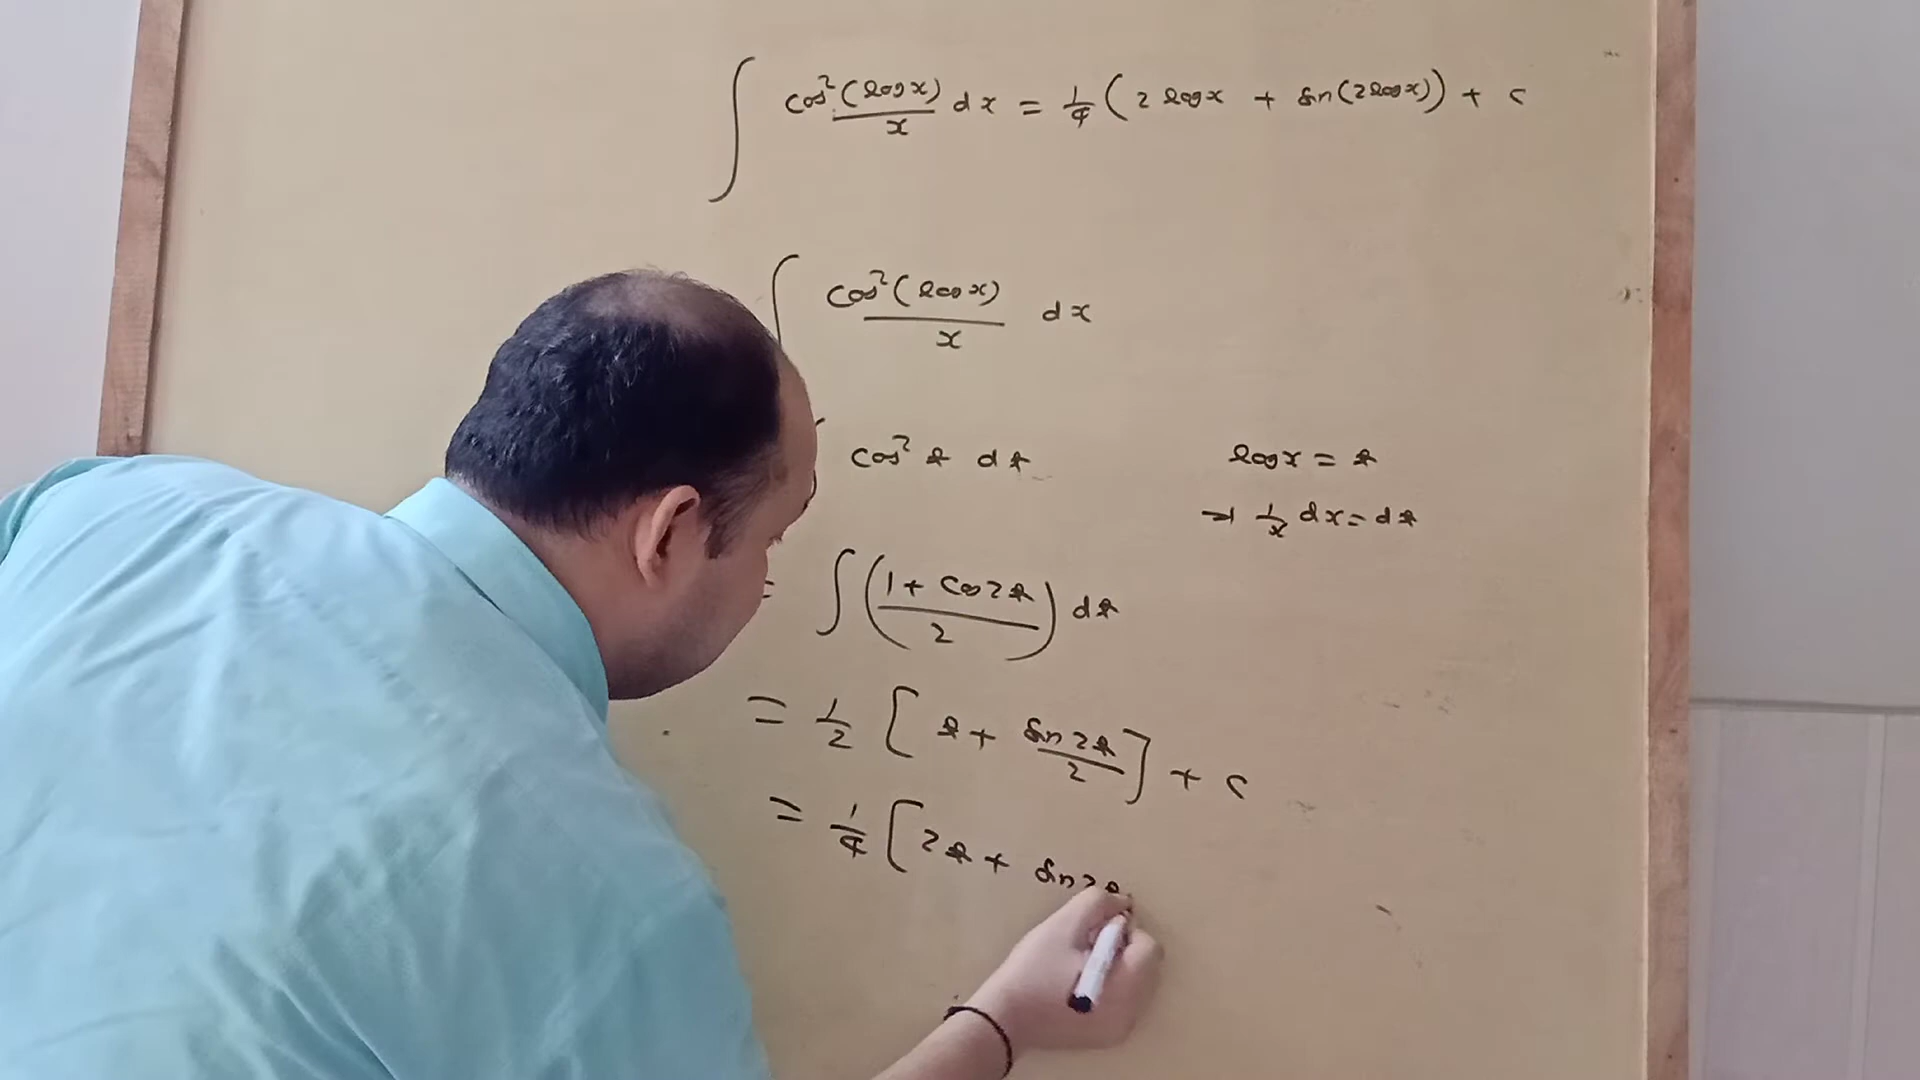 ∫ cos²(log x)/x dx = 1/4 (2 log x + sin(2 log x)) + c
∫ cos²(log x)/x dx
cos² t dt
log x = t
⇒ 1/x dx = dt
= ∫ ((1 + cos 2t)/2) dt
= 1/2 [t + sin 2t/2] + c
= 1/4 [2t + sin 2t